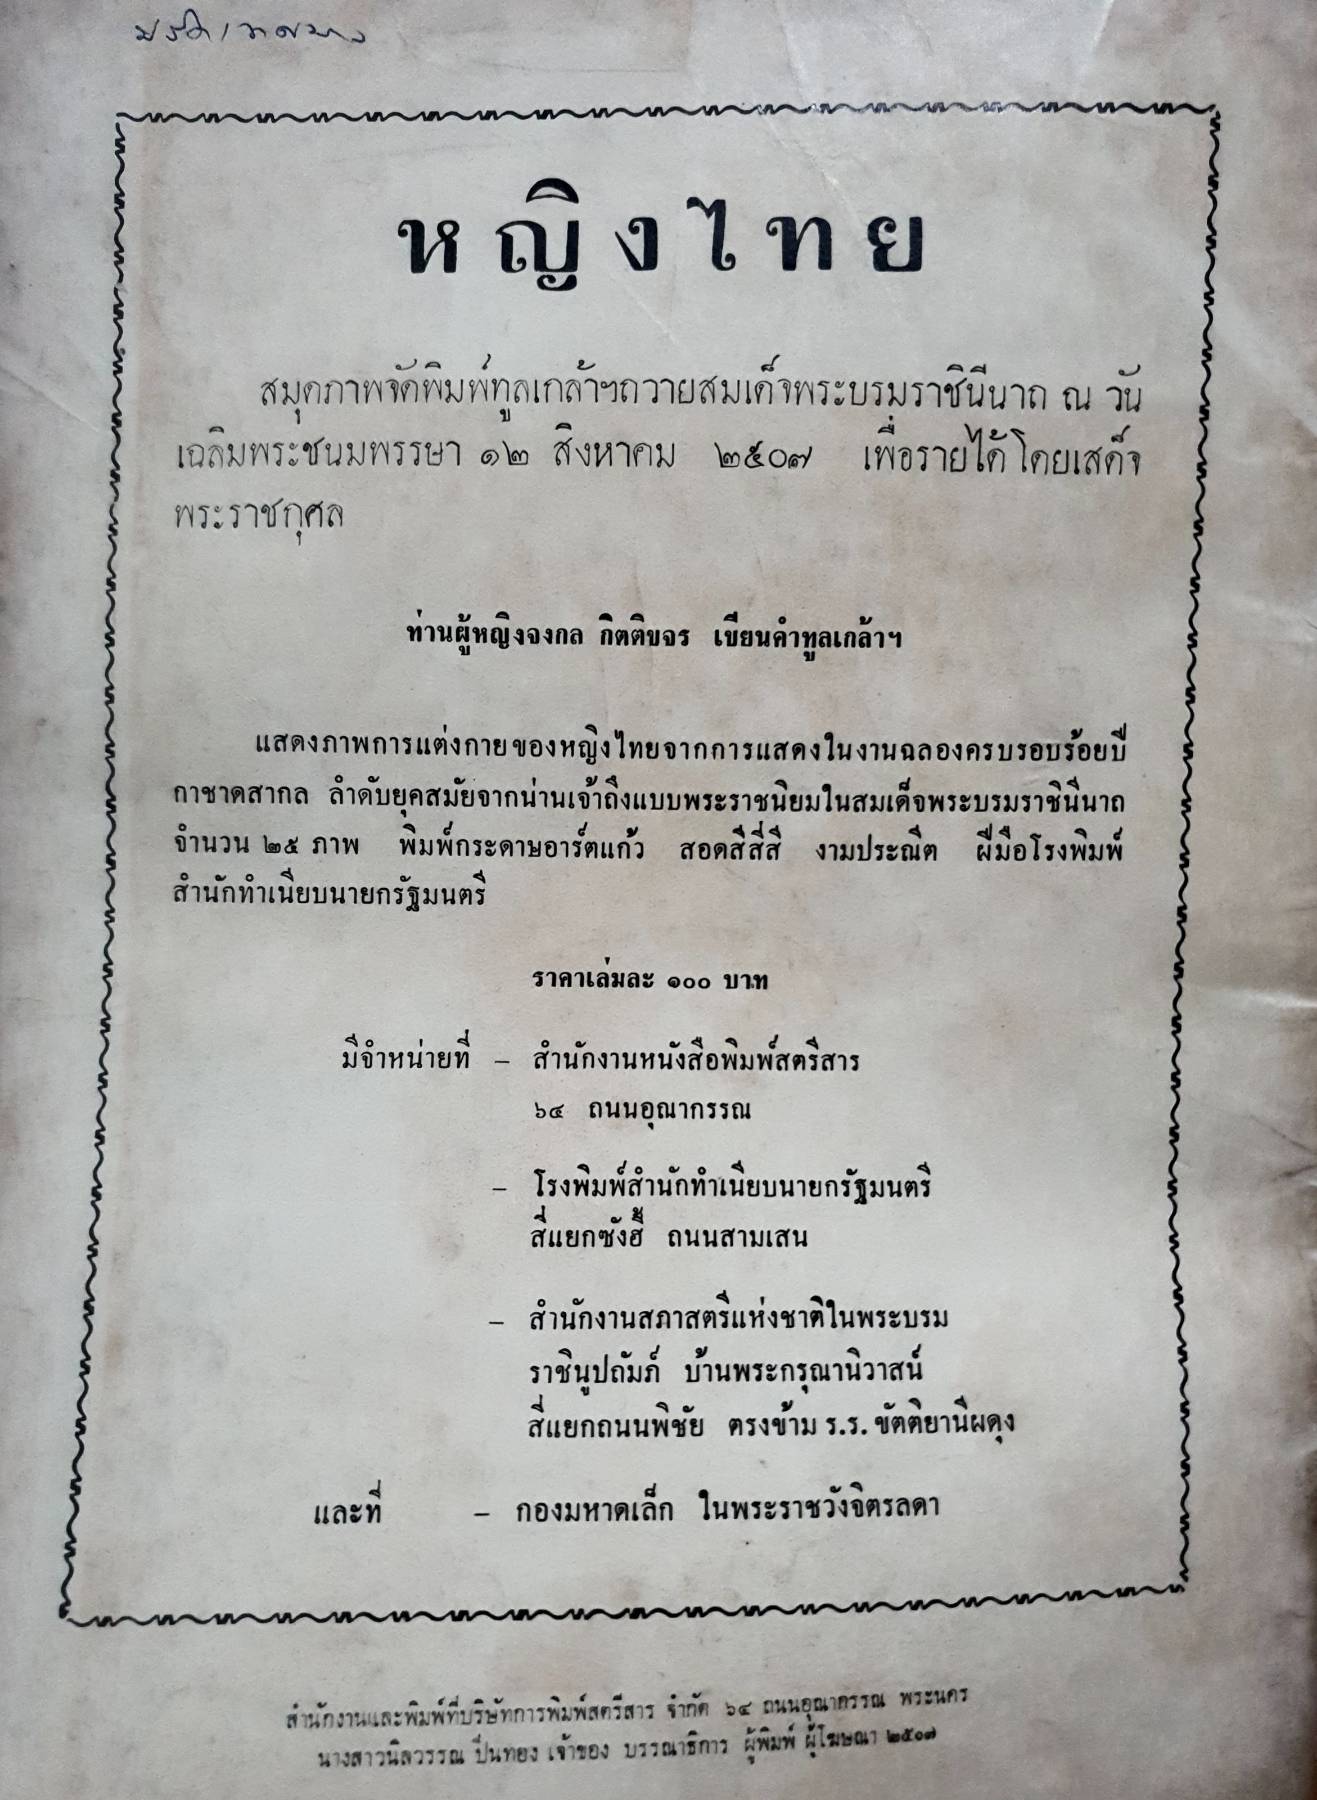 หญิงไทย
สมุดภาพจัดพิมพ์ทูลเกล้าฯถวายสมเด็จพระบรมราชินีนาถ ณ วัน
เฉลิมพระชนมพรรษา ๑๒ สิงหาคม ๒๕๐๗ เพื่อรายได้โดยเสด็จ
พระราชกุศล
ท่านผู้หญิงจงกล กิตติขจร เขียนคำทูลเกล้าฯ
แสดงภาพการแต่งกายของหญิงไทยจากการแสดงในงานฉลองครบรอบร้อยปี
กาชาดสากล ลำดับยุคสมัยจากน่านเจ้าถึงแบบพระราชนิยมในสมเด็จพระบรมราชินีนาถ
จำนวน ๒๕ ภาพ พิมพ์กระดาษอาร์ตแก้ว สอดสีสี่สี งามประณีต ฝีมือโรงพิมพ์
สำนักทำเนียบนายกรัฐมนตรี
ราคาเล่มละ ๑๐๐ บาท
มีจำหน่ายที่ – สำนักงานหนังสือพิมพ์สตรีสาร
๖๔ ถนนอุณากรรณ
– โรงพิมพ์สำนักทำเนียบนายกรัฐมนตรี
สี่แยกซังฮี้ ถนนสามเสน
– สำนักงานสภาสตรีแห่งชาติในพระบรม
ราชินูปถัมภ์ บ้านพระกรุณานิวาสน์
สี่แยกถนนพิชัย ตรงข้าม ร.ร. ขัตติยานีผดุง
และที่ – กองมหาดเล็ก ในพระราชวังจิตรลดา
สำนักงานและพิมพ์ที่บริษัทการพิมพ์สตรีสาร จำกัด ๖๔ ถนนอุณากรรณ พระนคร
นางสาวนิลวรรณ ปิ่นทอง เจ้าของ บรรณาธิการ ผู้พิมพ์ ผู้โฆษณา ๒๕๐๗